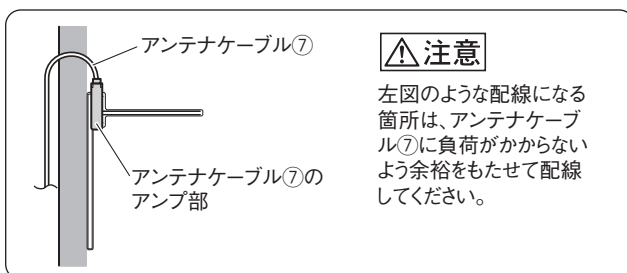 アンテナケーブル⑦
アンテナケーブル⑦の
アンプ部
注意
左図のような配線になる
箇所は、アンテナケーブ
ル⑦に負荷がかからない
よう余裕をもたせて配線
してください。